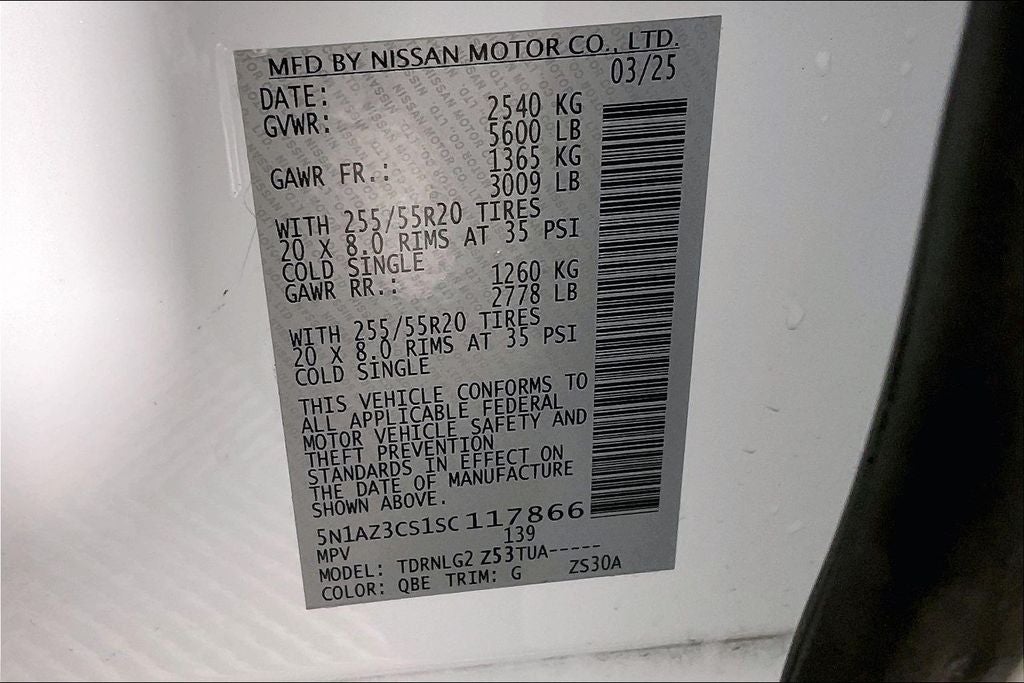 MFD BY NISSAN MOTOR CO., LTD.
DATE: 03/25
GVWR: 2540 KG
5600 LB
GAWR FR.: 1365 KG
3009 LB
WITH 255/55R20 TIRES
20 X 8.0 RIMS AT 35 PSI
COLD SINGLE
GAWR RR.: 1260 KG
2778 LB
WITH 255/55R20 TIRES
20 X 8.0 RIMS AT 35 PSI
COLD SINGLE
THIS VEHICLE CONFORMS TO
ALL APPLICABLE FEDERAL
MOTOR VEHICLE SAFETY AND
THEFT PREVENTION
STANDARDS IN EFFECT ON
THE DATE OF MANUFACTURE
SHOWN ABOVE.
5N1AZ3CS1SC117866
MPV 139
MODEL: TDRNLG2 Z53TUA-----
COLOR: QBE TRIM: G ZS30A